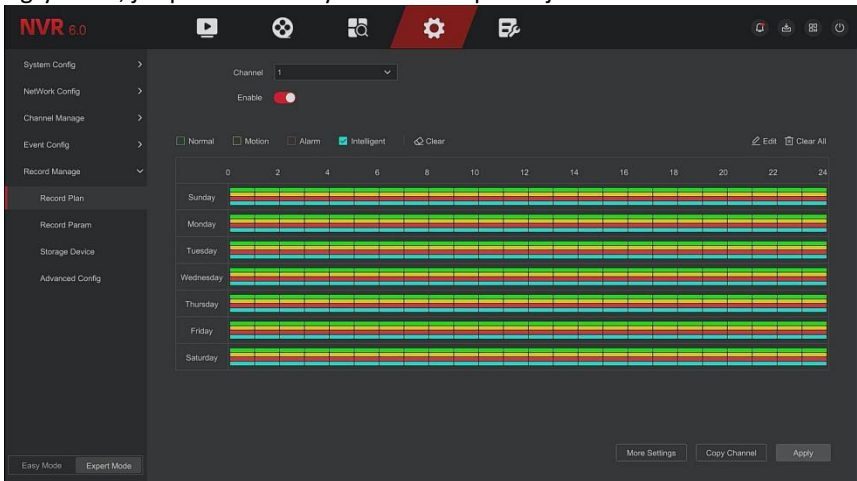 NVR 6.0
System Config
NetWork Config
Channel Manage
Event Config
Record Manage
Record Plan
Record Param
Storage Device
Advanced Config
Easy Mode Expert Mode
Channel 1
Enable
Normal Motion Alarm Intelligent Clear Edit Clear All
0 2 4 6 8 10 12 14 16 18 20 22 24
Sunday
Monday
Tuesday
Wednesday
Thursday
Friday
Saturday
More Settings Copy Channel Apply